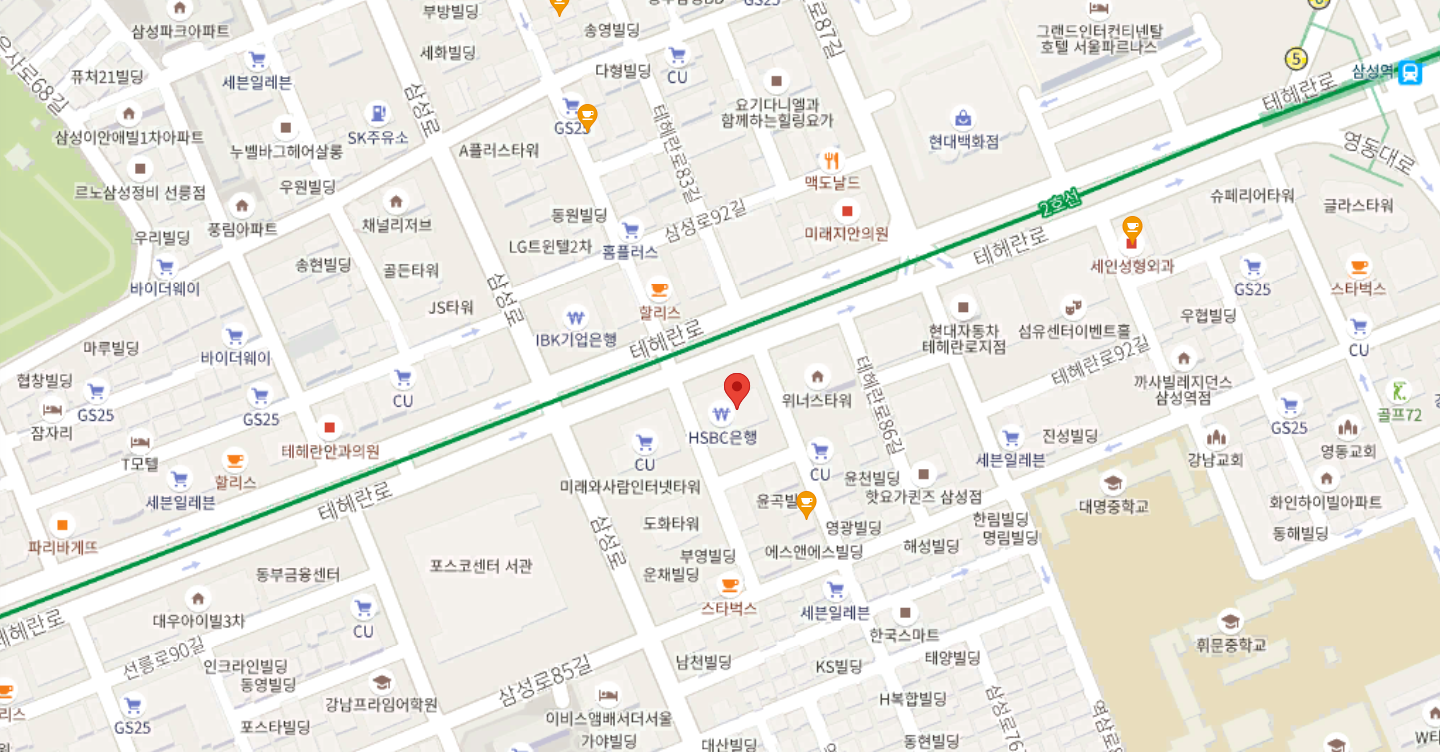 부방빌딩
GS25
삼성파크아파트
송영빌딩
테헤란로87길
그랜드인터컨티넨탈
호텔 서울파르나스
세화빌딩
다형빌딩
CU
퓨처21빌딩
세븐일레븐
5
삼성역
테헤란로
요기다니엘과
함께하는힐링요가
삼성로
SK주유소
GS25
현대백화점
삼성이안애빌1차아파트
누벨바그헤어살롱
A플러스타워
테헤란로83길
영동대로
르노삼성정비 선릉점
우원빌딩
맥도날드
슈페리어타워
글라스타워
2호선
풍림아파트
채널리저브
동원빌딩
삼성로92길
미래지안의원
우리빌딩
LG트윈텔2차
홈플러스
테헤란로
세인성형외과
송현빌딩
골든타워
바이더웨이
GS25
스타벅스
삼성로
JS타워
할리스
우협빌딩
현대자동차
테헤란로지점
섬유센터이벤트홀
IBK기업은행
테헤란로
마루빌딩
바이더웨이
CU
테헤란로92길
협창빌딩
GS25
GS25
CU
위너스타워
테헤란로86길
까사빌레지던스
삼성역점
골프72
잠자리
HSBC은행
GS25
T모텔
테헤란안과의원
CU
CU
세븐일레븐
진성빌딩
강남교회
영동교회
할리스
세븐일레븐
테헤란로
미래와사람인터넷타워
윤천빌딩
핫요가퀸즈 삼성점
대명중학교
화인하이빌아파트
파리바게뜨
삼성로
도화타워
영광빌딩
한림빌딩
명림빌딩
동해빌딩
부영빌딩
에스앤에스빌딩
해성빌딩
포스코센터 서관
운채빌딩
동부금융센터
스타벅스
세븐일레븐
대우아이빌3차
CU
한국스마트
휘문중학교
테헤란로
선릉로90길
인크라인빌딩
동영빌딩
삼성로85길
남천빌딩
KS빌딩
태양빌딩
강남프라임어학원
H복합빌딩
GS25
포스타빌딩
이비스앰배서더서울
가야빌딩
대산빌딩
동현빌딩